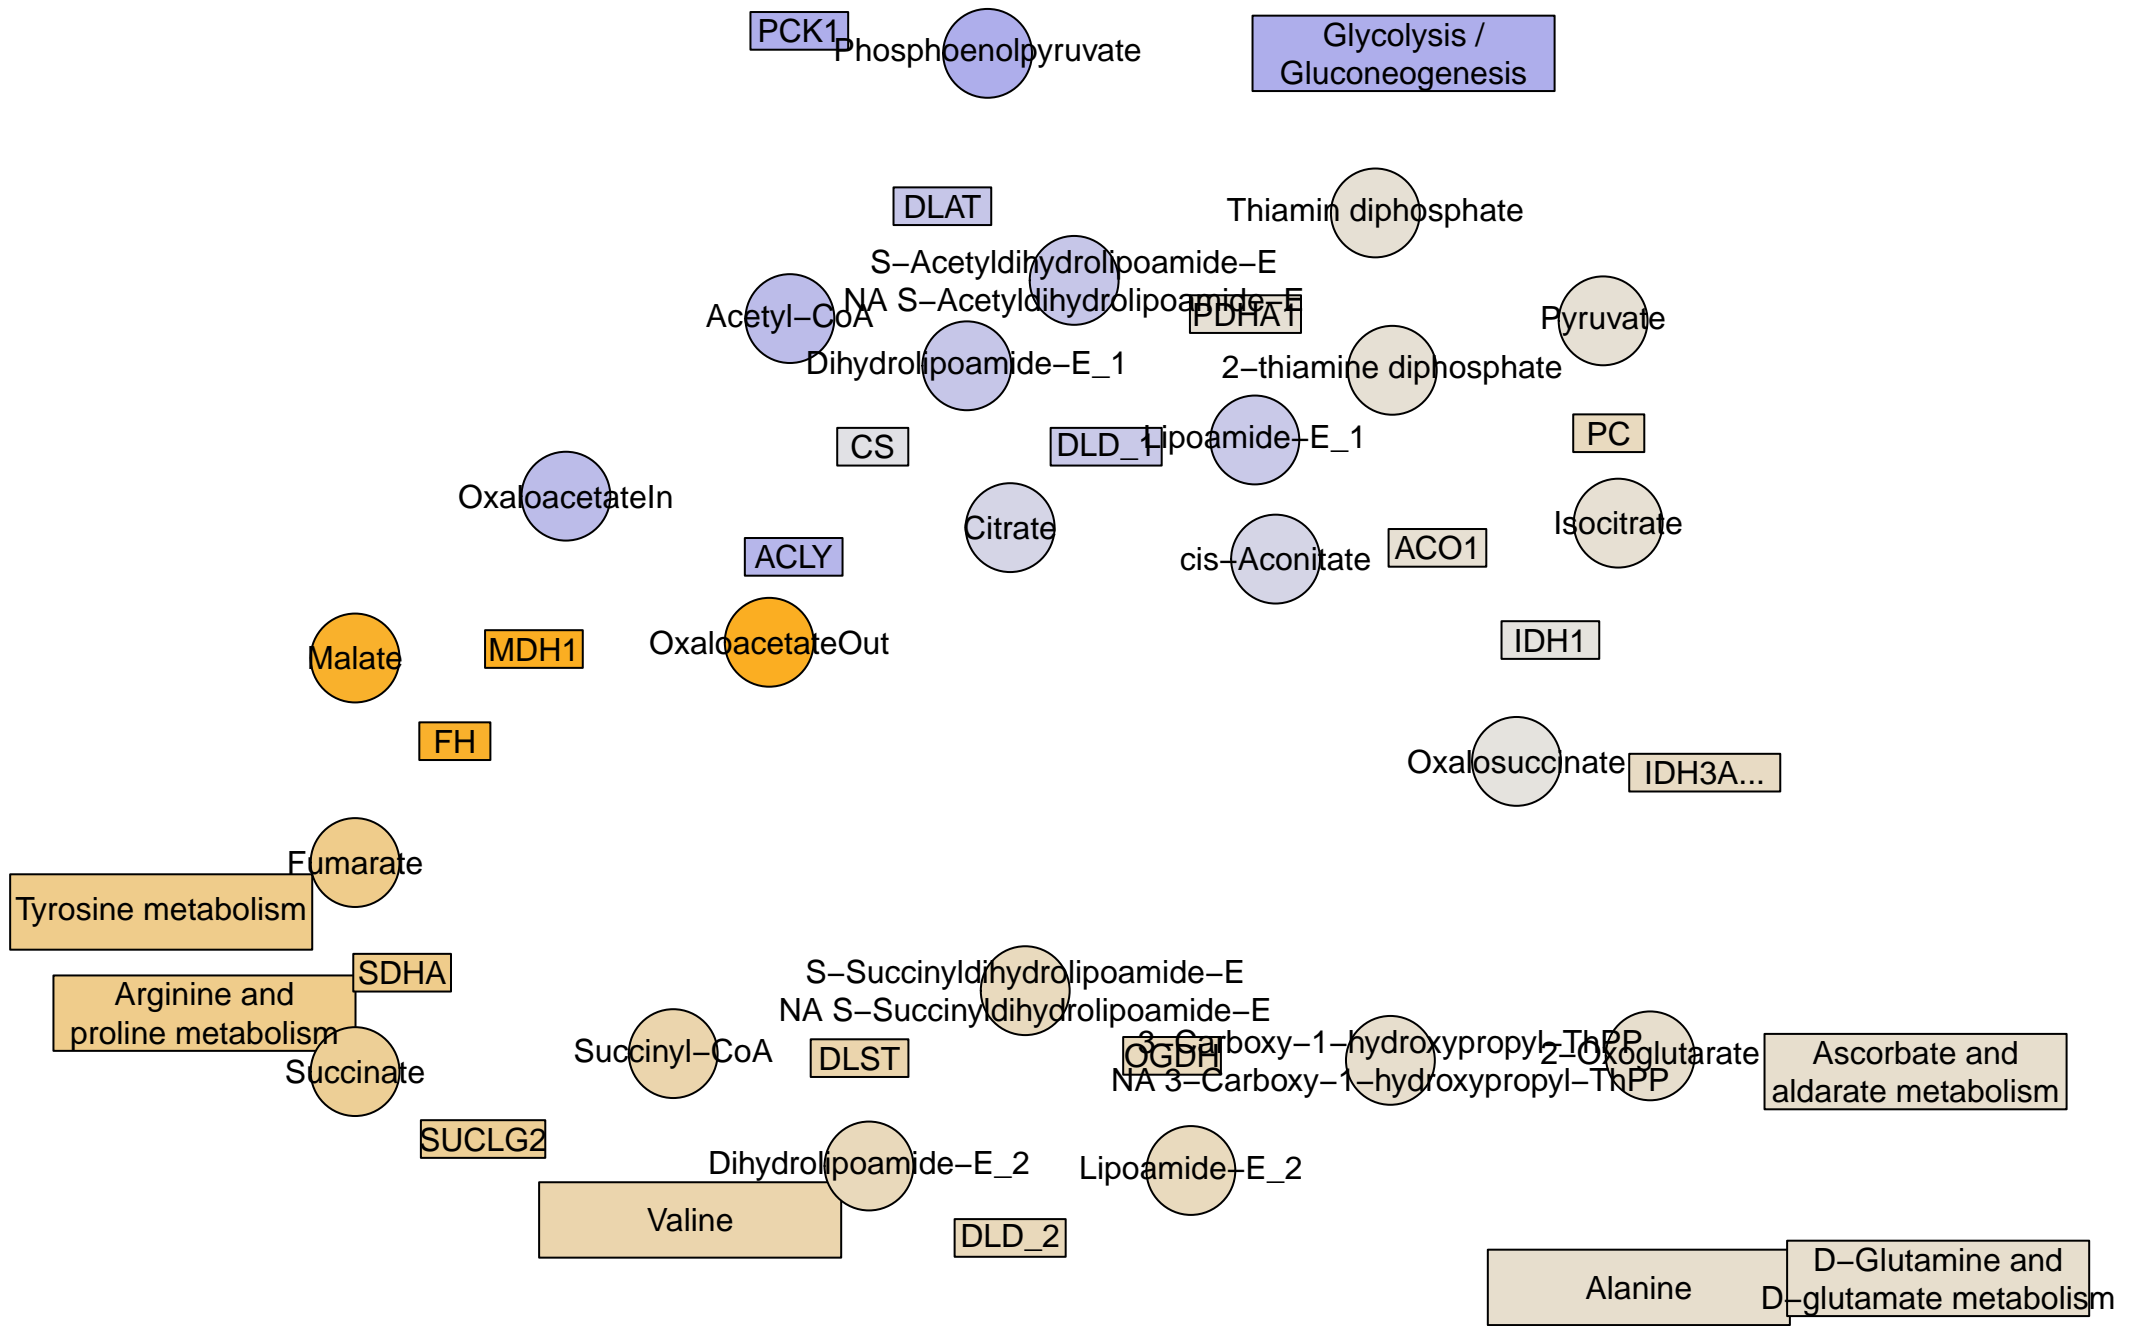 PCK1
Phosphoenolpyruvate
Glycolysis /
Gluconeogenesis
DLAT
Thiamin diphosphate
S−Acetyldihydrolipoamide−E
NA S−Acetyldihydrolipoamide−E
PDHA1
Acetyl−CoA
Pyruvate
Dihydrolipoamide−E_1
2−thiamine diphosphate
CS
DLD_1
Lipoamide−E_1
PC
OxaloacetateIn
Citrate
Isocitrate
ACLY
cis−Aconitate
ACO1
Malate
MDH1
OxaloacetateOut
IDH1
FH
Oxalosuccinate
IDH3A...
Fumarate
Tyrosine metabolism
SDHA
Arginine and
proline metabolism
Succinate
S−Succinyldihydrolipoamide−E
NA S−Succinyldihydrolipoamide−E
Succinyl−CoA
DLST
OGDH
3−Carboxy−1−hydroxypropyl−ThPP
NA 3−Carboxy−1−hydroxypropyl−ThPP
2−Oxoglutarate
Ascorbate and
aldarate metabolism
SUCLG2
Dihydrolipoamide−E_2
Lipoamide−E_2
Valine
DLD_2
Alanine
D−Glutamine and
D−glutamate metabolism